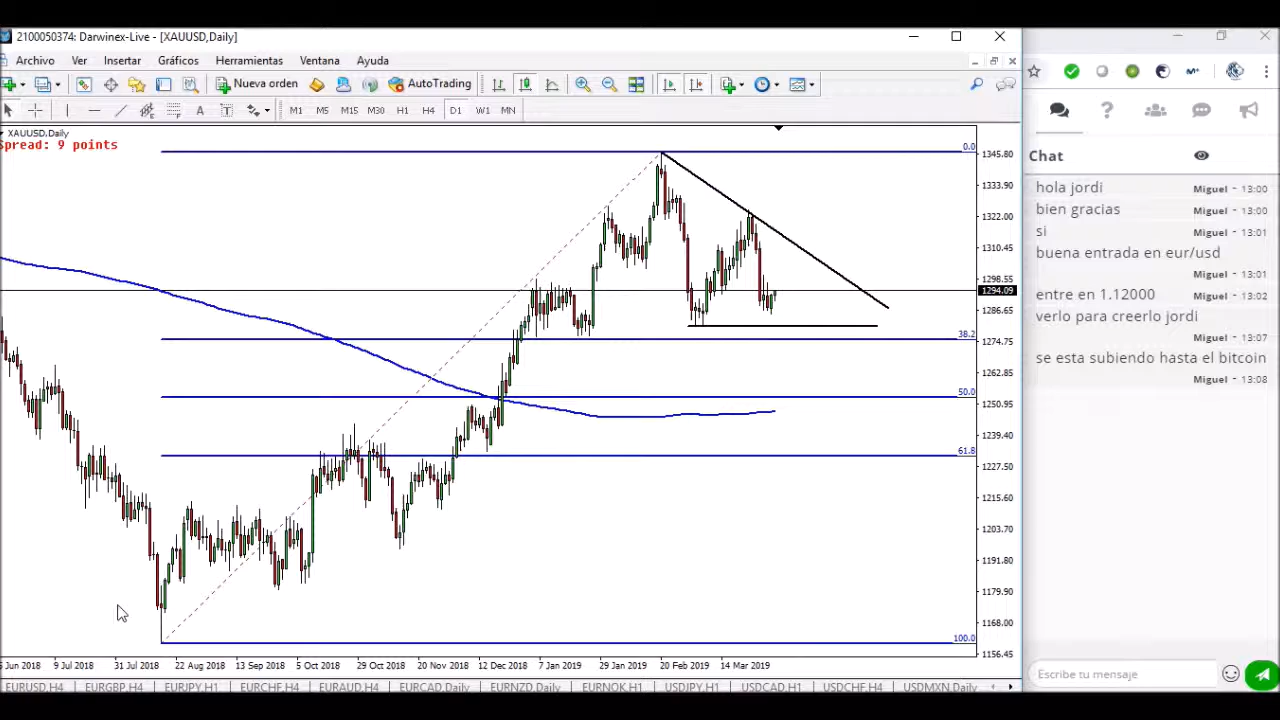 2100050374: Darwinex-Live - [XAUUSD,Daily]
Archivo Ver Insertar Gráficos Herramientas Ventana Ayuda
Nueva orden AutoTrading
A T M1 M5 M15 M30 H1 H4 D1 W1 MN
XAUUSD,Daily
Spread: 9 points
0.0
38.2
50.0
61.8
100.0
1345.80
1333.90
1322.00
1310.45
1298.55
1294.09
1286.65
1274.75
1262.85
1250.95
1239.40
1227.50
1215.60
1203.70
1191.80
1179.90
1168.00
1156.45
Jun 2018 9 Jul 2018 31 Jul 2018 22 Aug 2018 13 Sep 2018 5 Oct 2018 29 Oct 2018 20 Nov 2018 12 Dec 2018 7 Jan 2019 29 Jan 2019 20 Feb 2019 14 Mar 2019
EURUSD,H4 EURGBP,H4 EURJPY,H1 EURCHF,H4 EURAUD,H4 EURCAD,Daily EURNZD,Daily EURNOK,H1 USDJPY,H1 USDCAD,H1 USDCHF,H4 USDMXN,Daily
Chat
hola jordi Miguel - 13:00
bien gracias Miguel - 13:00
si Miguel - 13:01
buena entrada en eur/usd
Miguel - 13:01
entre en 1.12000 Miguel - 13:02
verlo para creerlo jordi
Miguel - 13:07
se esta subiendo hasta el bitcoin
Miguel - 13:08
Escribe tu mensaje